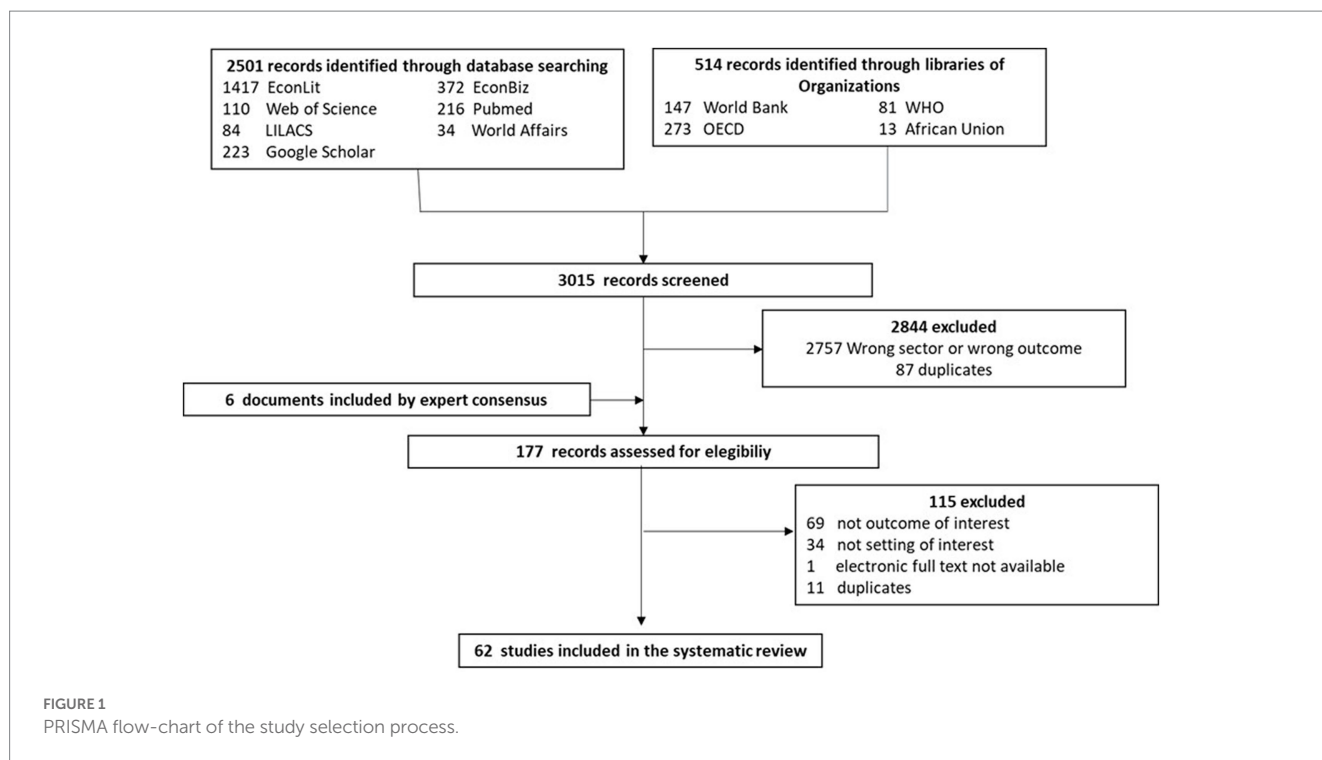 2501 records identified through database searching
1417 EconLit 372 EconBiz
110 Web of Science 216 Pubmed
84 LILACS 34 World Affairs
223 Google Scholar
514 records identified through libraries of
Organizations
147 World Bank 81 WHO
273 OECD 13 African Union
3015 records screened
2844 excluded
2757 Wrong sector or wrong outcome
87 duplicates
6 documents included by expert consensus
177 records assessed for elegibiliy
115 excluded
69 not outcome of interest
34 not setting of interest
1 electronic full text not available
11 duplicates
62 studies included in the systematic review
FIGURE 1
PRISMA flow-chart of the study selection process.